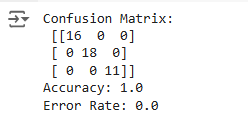 Confusion Matrix:
[[16 0 0]
[ 0 18 0]
[ 0 0 11]]
Accuracy: 1.0
Error Rate: 0.0